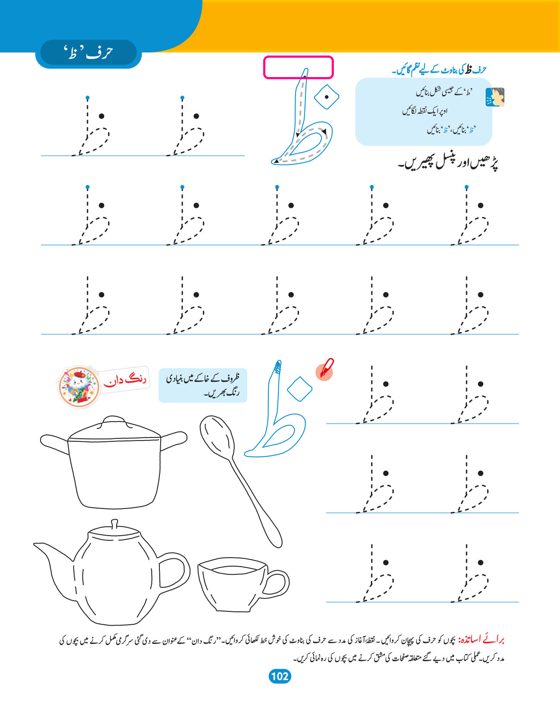 حرف ’ظ‘
حرف ظ کی بناوٹ کے لیے نظم گائیں۔
’ط‘ کے جیسی شکل بنائیں
اوپر ایک نقطہ لگائیں
’ظ‘ بنائیں، ’ظ‘ بنائیں
ظ
پڑھیں اور پنسل پھیریں۔
ظ ظ
ظ ظ ظ ظ ظ
ظ ظ ظ ظ ظ
رنگ دان
ظروف کے خاکے میں بنیادی
رنگ بھریں۔
ظ
ظ ظ
ظ ظ
ظ ظ
برائے اساتذہ: بچوں کو حرف کی پہچان کروائیں۔ نقطۂ آغاز کی مدد سے حرف کی بناوٹ کی خوش خط لکھائی کروائیں۔ ”رنگ دان“ کے عنوان سے دی گئی سرگرمی مکمل کرنے میں بچوں کی
مدد کریں۔ عملی کتاب میں دیے گئے متعلقہ صفحات کی مشق کرنے میں بچوں کی رہ نمائی کریں۔
102